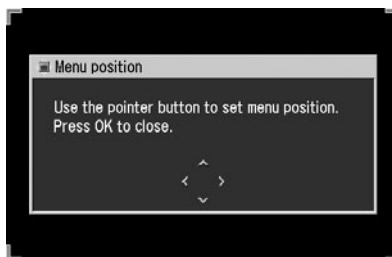 Menu position
Use the pointer button to set menu position.
Press OK to close.